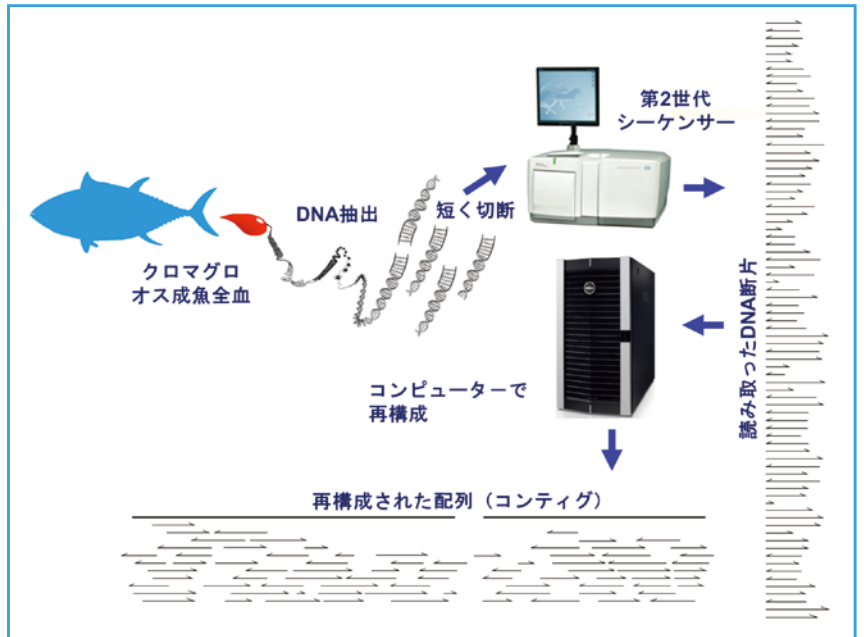 クロマグロ
オス成魚全血
DNA抽出
短く切断
第2世代
シーケンサー
読み取ったDNA断片
コンピューターで
再構成
再構成された配列（コンティグ）